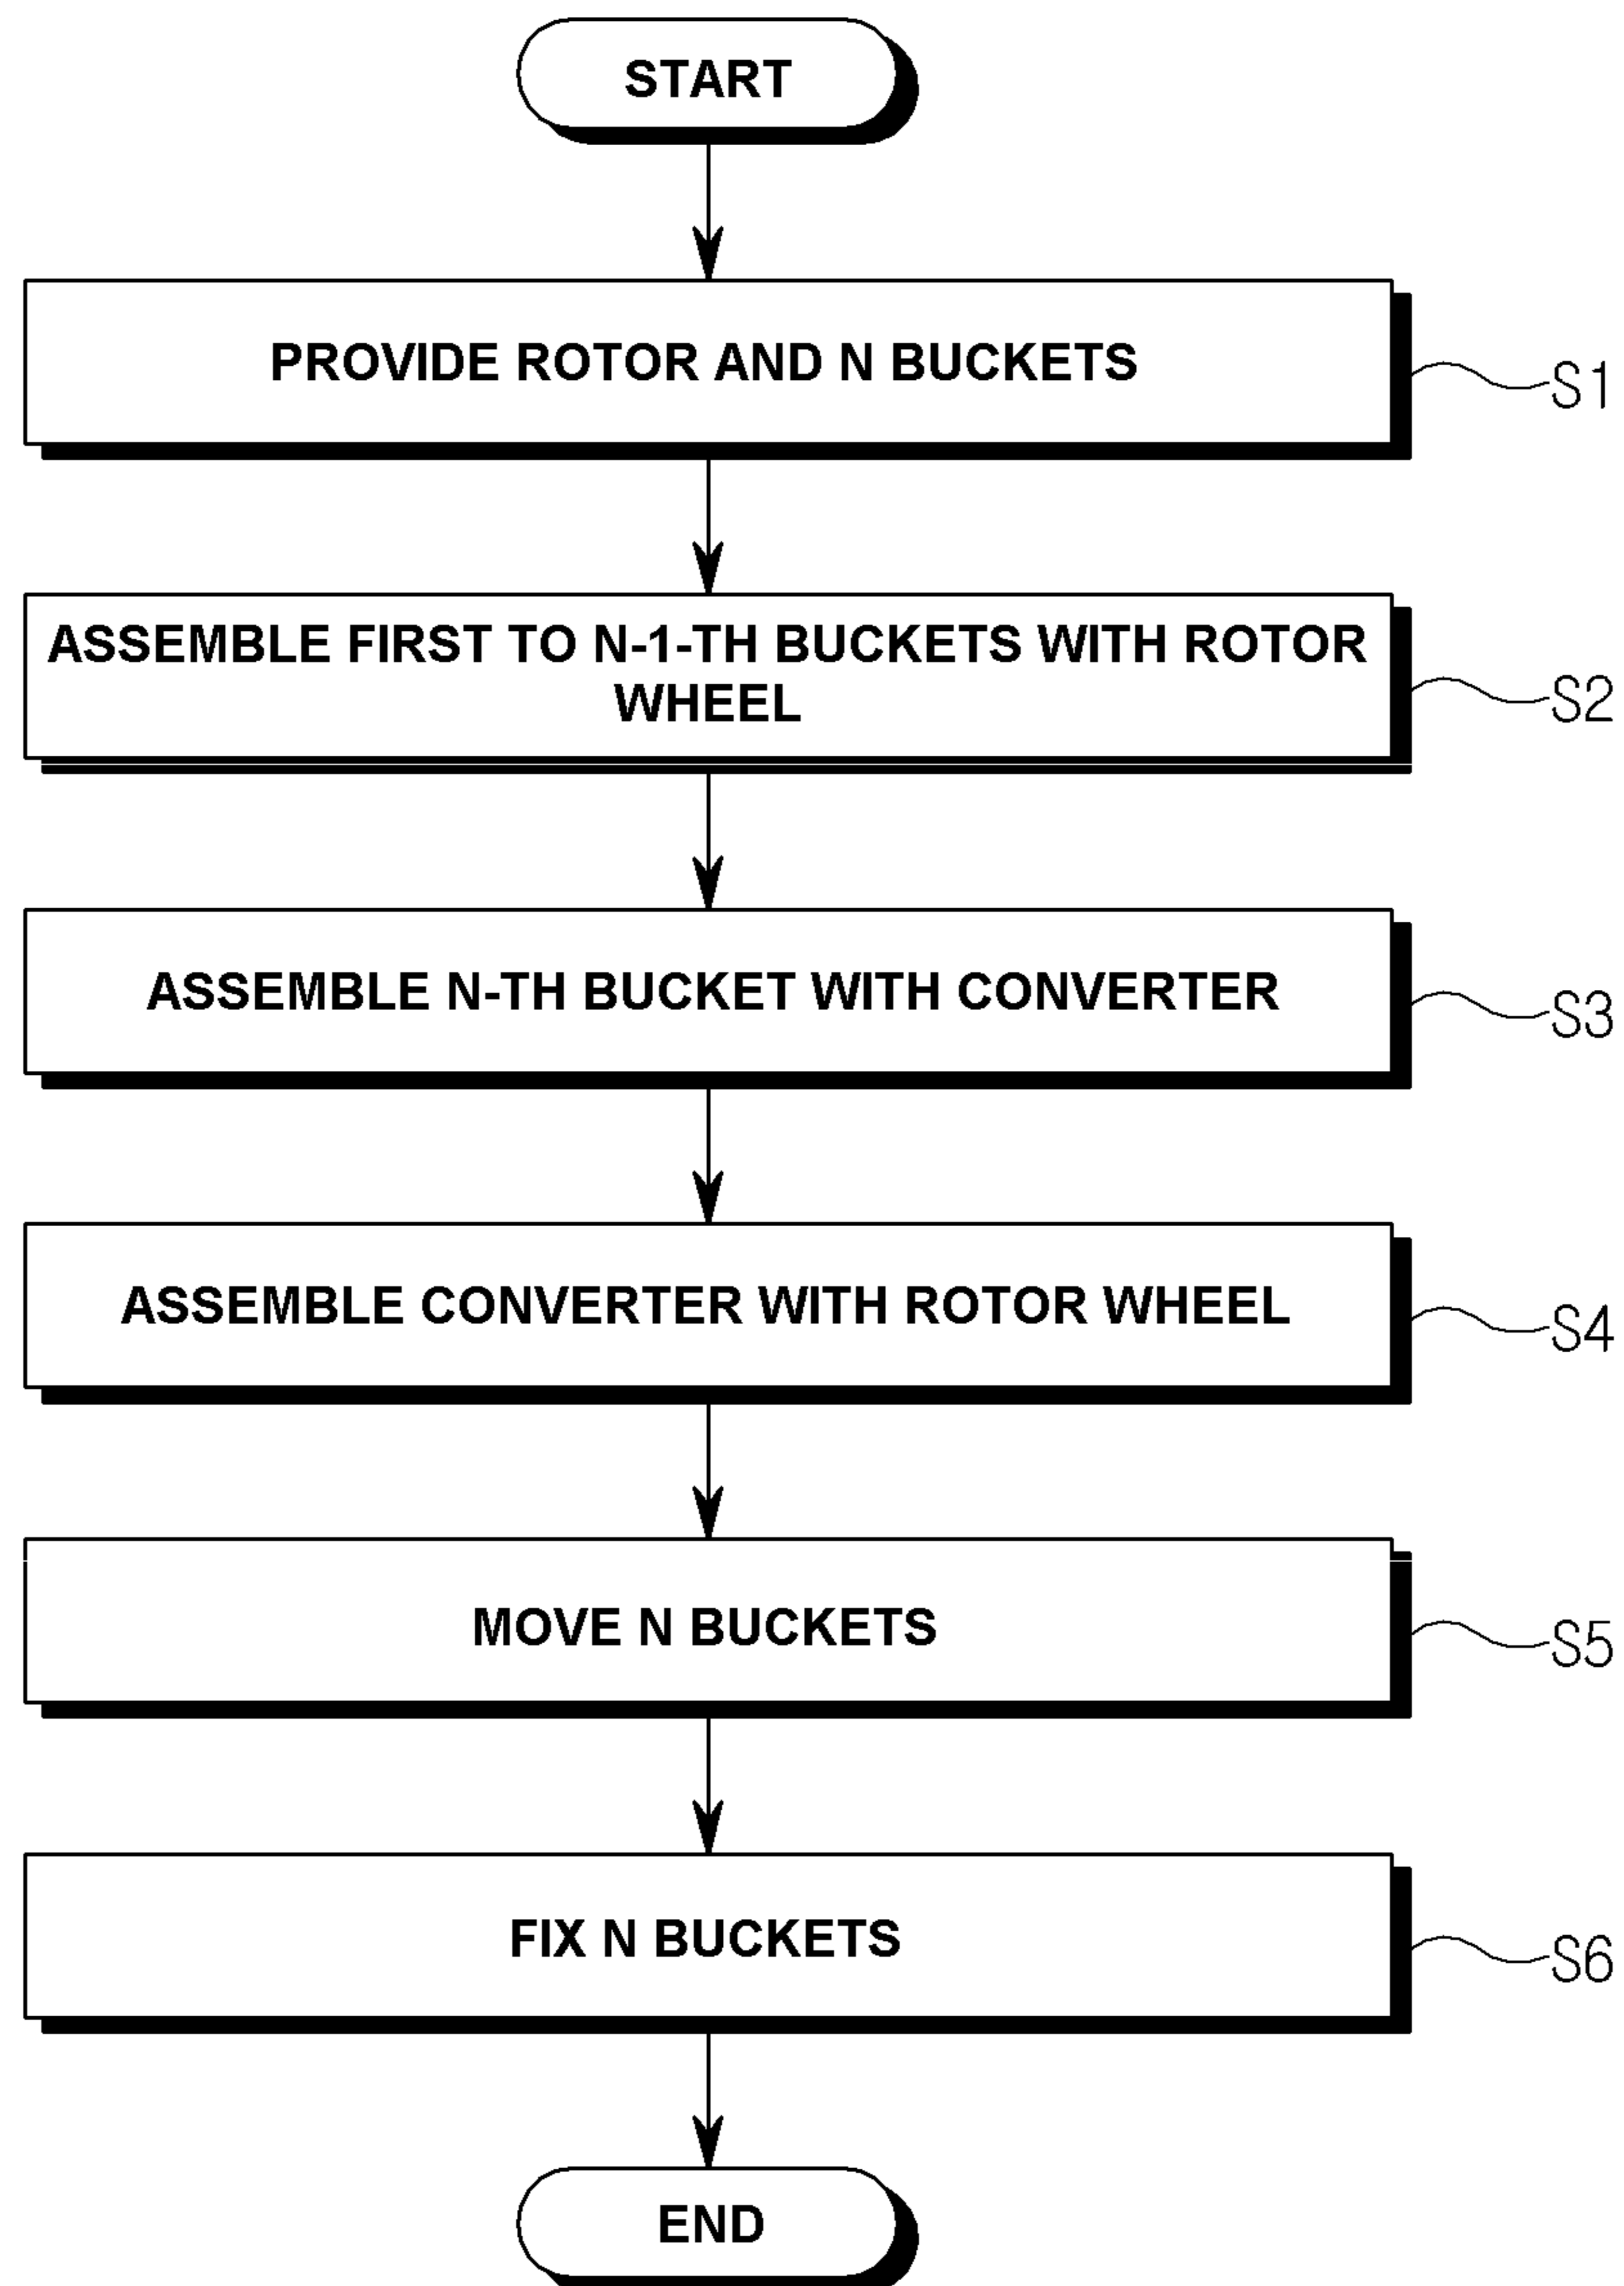 START
PROVIDE ROTOR AND N BUCKETS
S1
ASSEMBLE FIRST TO N-1-TH BUCKETS WITH ROTOR
WHEEL
S2
ASSEMBLE N-TH BUCKET WITH CONVERTER
S3
ASSEMBLE CONVERTER WITH ROTOR WHEEL
S4
MOVE N BUCKETS
S5
FIX N BUCKETS
S6
END